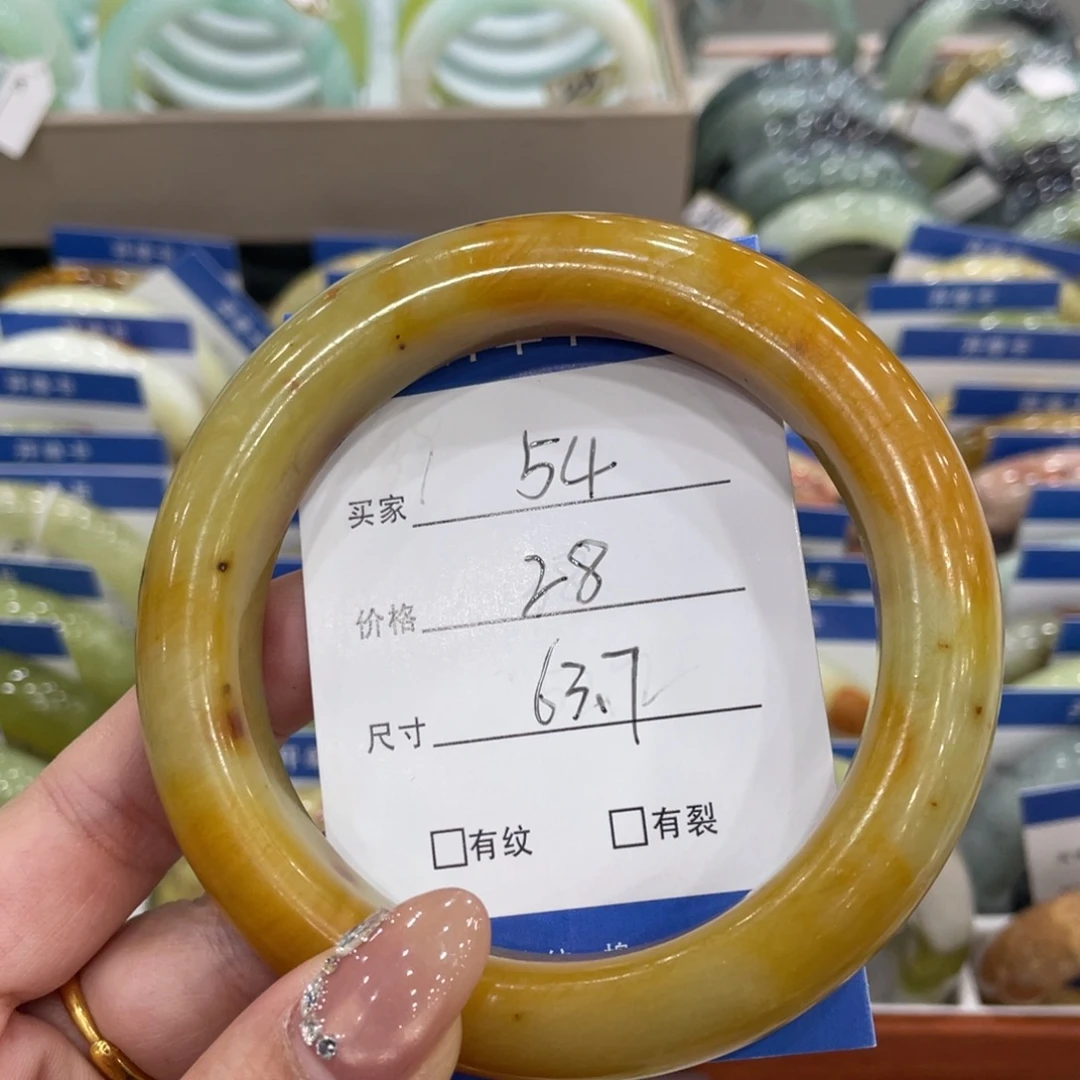 买家 54
价格 28
尺寸 63.7
□有纹 □有裂